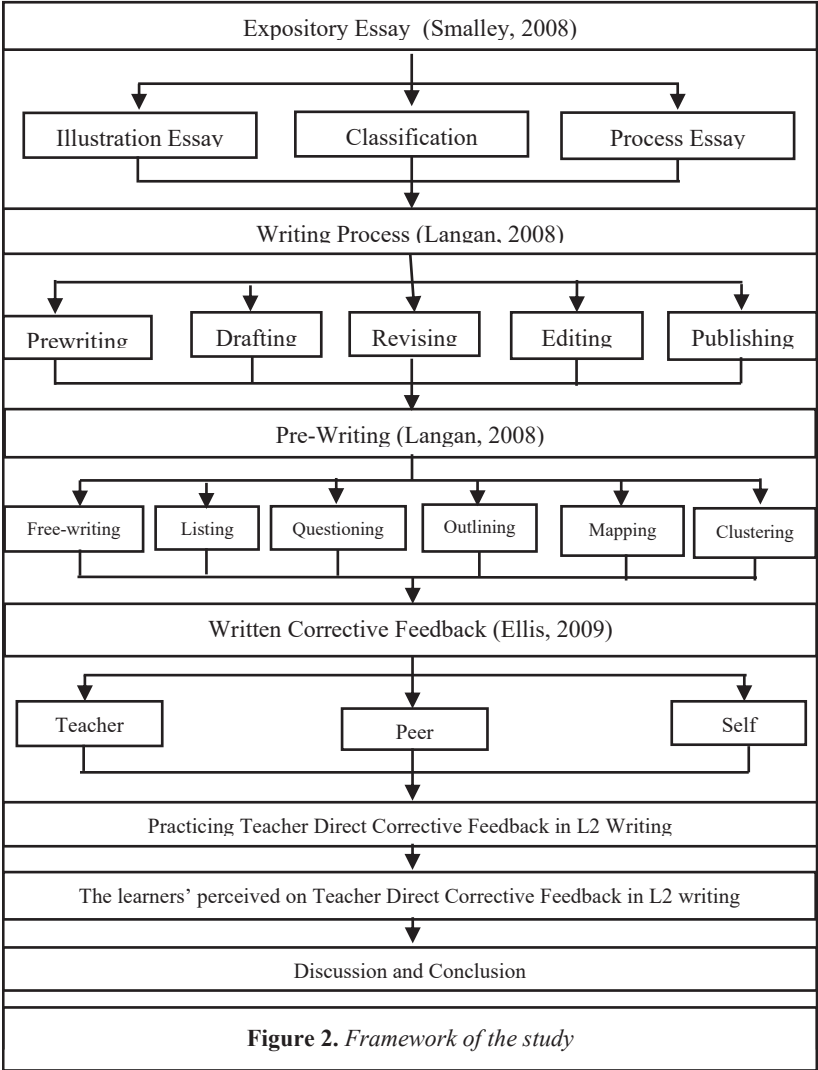 Expository Essay (Smalley, 2008)
Illustration Essay
Classification
Process Essay
Writing Process (Langan, 2008)
Prewriting
Drafting
Revising
Editing
Publishing
Pre-Writing (Langan, 2008)
Free-writing
Listing
Questioning
Outlining
Mapping
Clustering
Written Corrective Feedback (Ellis, 2009)
Teacher
Peer
Self
Practicing Teacher Direct Corrective Feedback in L2 Writing
The learners’ perceived on Teacher Direct Corrective Feedback in L2 writing
Discussion and Conclusion
Figure 2. Framework of the study